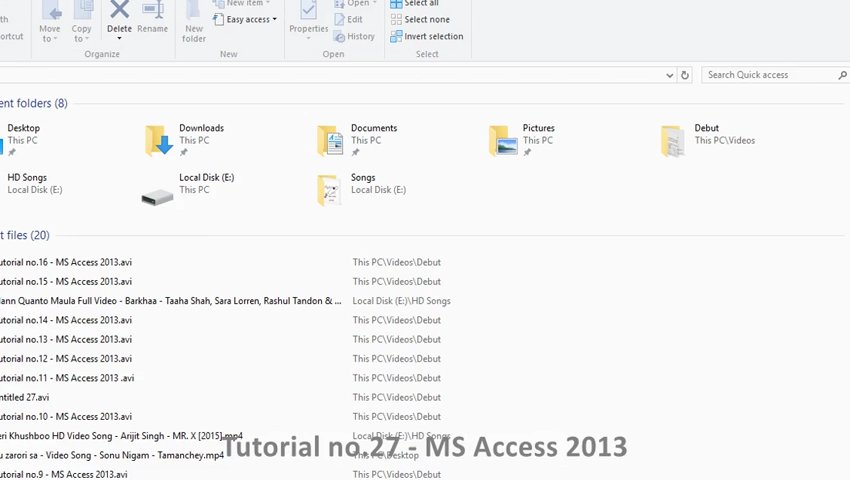 New item
Open
Select all
Move to
Copy to
Delete
Rename
Easy access
New folder
Properties
Edit
History
Select none
Invert selection
Organize
New
Open
Select
Search Quick access
ent folders (8)
Desktop
This PC
Downloads
This PC
Documents
This PC
Pictures
This PC
Debut
This PC\Videos
HD Songs
Local Disk (E:)
Local Disk (E:)
This PC
Songs
Local Disk (E:)
t files (20)
utorial no.16 - MS Access 2013.avi This PC\Videos\Debut
utorial no.15 - MS Access 2013.avi This PC\Videos\Debut
ann Quanto Maula Full Video - Barkhaa - Taaha Shah, Sara Lorren, Rashul Tandon & ... Local Disk (E:)\HD Songs
utorial no.14 - MS Access 2013.avi This PC\Videos\Debut
utorial no.13 - MS Access 2013.avi This PC\Videos\Debut
utorial no.12 - MS Access 2013.avi This PC\Videos\Debut
utorial no.11 - MS Access 2013 .avi This PC\Videos\Debut
ntitled 27.avi This PC\Videos\Debut
utorial no.10 - MS Access 2013.avi This PC\Videos\Debut
eri Khushboo HD Video Song - Arijit Singh - MR. X [2015].mp4 Local Disk (E:)\HD Songs
Tutorial no.27 - MS Access 2013
u zarori sa - Video Song - Sonu Nigam - Tamanchey.mp4 This PC\Desktop
utorial no.9 - MS Access 2013.avi This PC\Videos\Debut